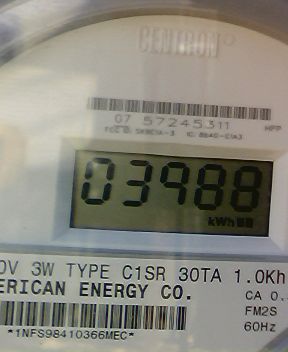 CENTRON
G7 57245311
03988
kWh
0V 3W TYPE C1SR 30TA 1.0Kh
ERICAN ENERGY CO.
CA 0.
FM2S
60Hz
*1NFS98410366MEC*